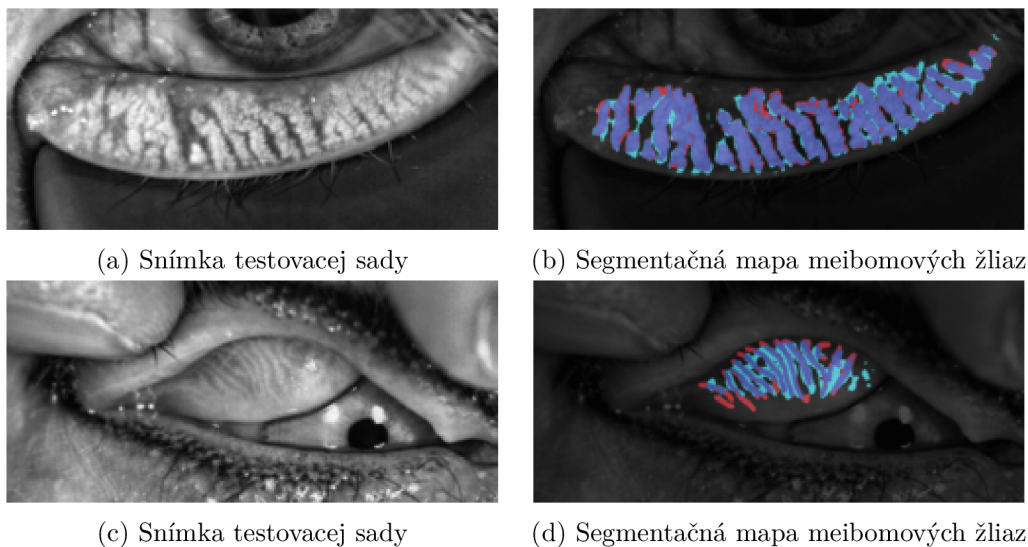 (a) Snímka testovacej sady
(b) Segmentačná mapa meibomových žliaz
(c) Snímka testovacej sady
(d) Segmentačná mapa meibomových žliaz